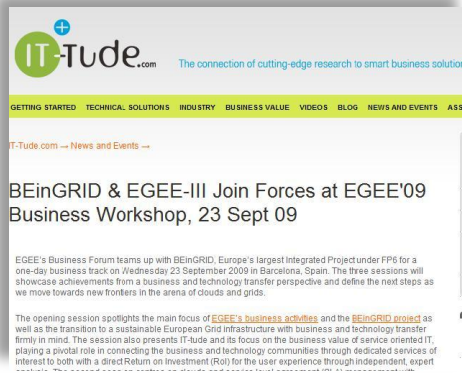 IT-Tude.com
The connection of cutting-edge research to smart business solution
GETTING STARTED TECHNICAL SOLUTIONS INDUSTRY BUSINESS VALUE VIDEOS BLOG NEWS AND EVENTS ASS
IT-Tude.com → News and Events →
BEinGRID & EGEE-III Join Forces at EGEE'09
Business Workshop, 23 Sept 09
EGEE's Business Forum teams up with BEinGRID, Europe's largest Integrated Project under FP6 for a
one-day business track on Wednesday 23 September 2009 in Barcelona, Spain. The three sessions will
showcase achievements from a business and technology transfer perspective and define the next steps as
we move towards new frontiers in the arena of clouds and grids.
The opening session spotlights the main focus of EGEE's business activities and the BEinGRID project as
well as the transition to a sustainable European Grid infrastructure with business and technology transfer
firmly in mind. The session also presents IT-tude and its focus on the business value of service oriented IT,
playing a pivotal role in connecting the business and technology communities through dedicated services of
interest to both with a direct Return on Investment (RoI) for the user experience through independent, expert